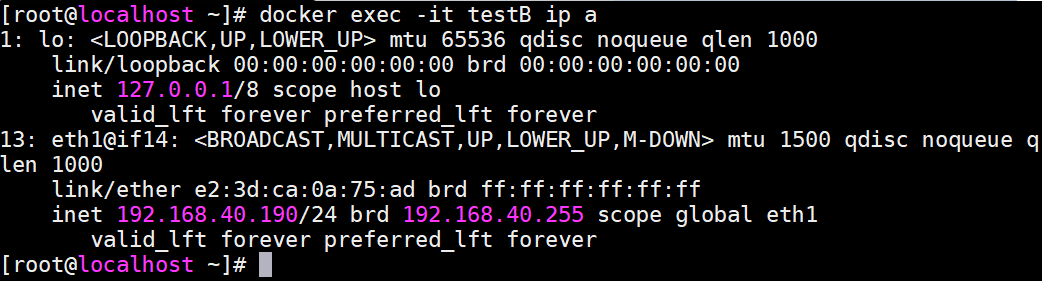 [root@localhost ~]# docker exec -it testB ip a
1: lo: <LOOPBACK,UP,LOWER_UP> mtu 65536 qdisc noqueue qlen 1000
    link/loopback 00:00:00:00:00:00 brd 00:00:00:00:00:00
    inet 127.0.0.1/8 scope host lo
       valid_lft forever preferred_lft forever
13: eth1@if14: <BROADCAST,MULTICAST,UP,LOWER_UP,M-DOWN> mtu 1500 qdisc noqueue q
len 1000
    link/ether e2:3d:ca:0a:75:ad brd ff:ff:ff:ff:ff:ff
    inet 192.168.40.190/24 brd 192.168.40.255 scope global eth1
       valid_lft forever preferred_lft forever
[root@localhost ~]#